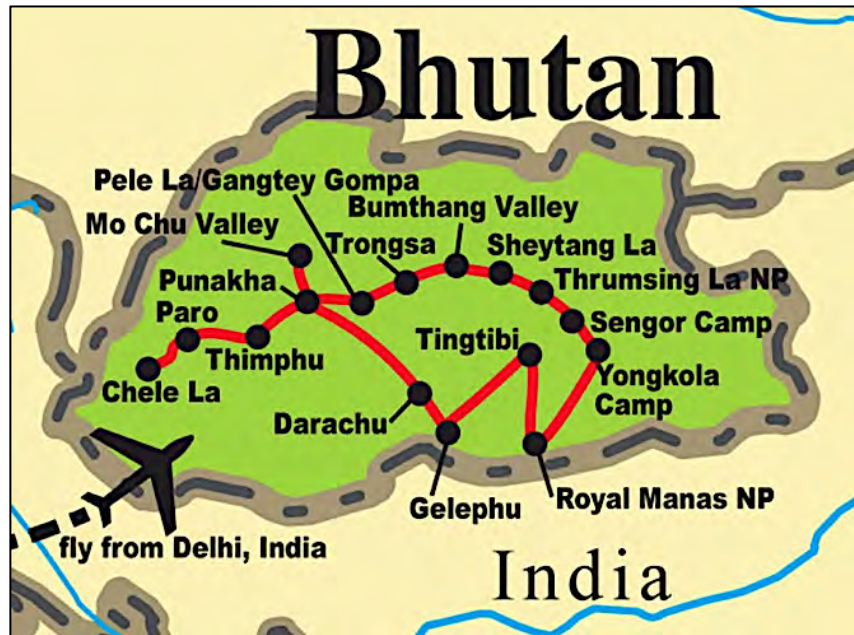 Bhutan
Pele La/Gangtey Gompa
Bumthang Valley
Mo Chu Valley
Trongsa
Sheytang La
Punakha
Thrumsing La NP
Paro
Sengor Camp
Thimphu
Tingtibi
Chele La
Yongkola
Camp
Darachu
Gelephu
Royal Manas NP
fly from Delhi, India
India